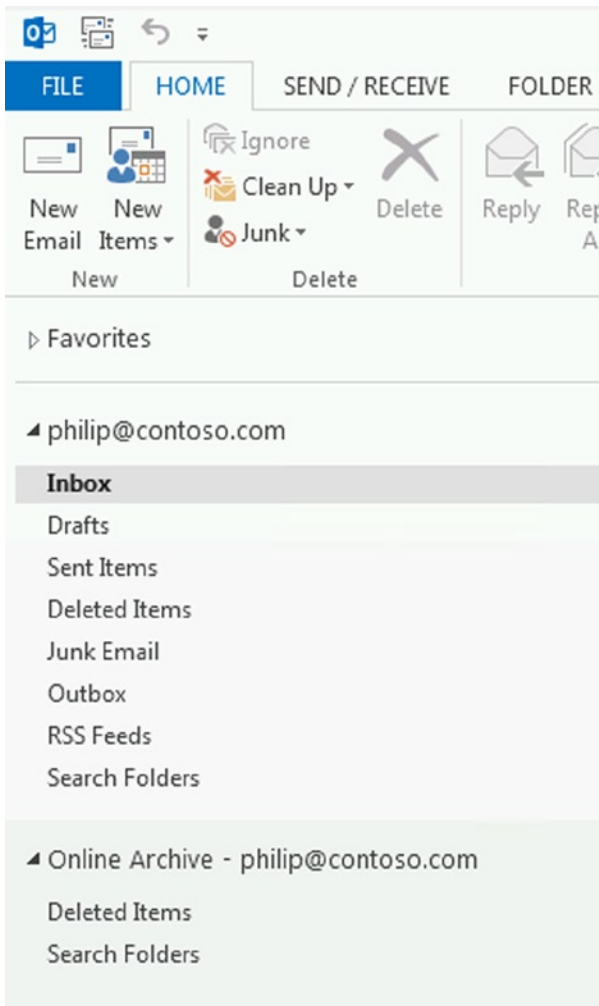 FILE HOME SEND / RECEIVE FOLDER
Ignore
Clean Up
Junk
New Email
New Items
Delete
Reply
New
Delete
Favorites
philip@contoso.com
Inbox
Drafts
Sent Items
Deleted Items
Junk Email
Outbox
RSS Feeds
Search Folders
Online Archive - philip@contoso.com
Deleted Items
Search Folders